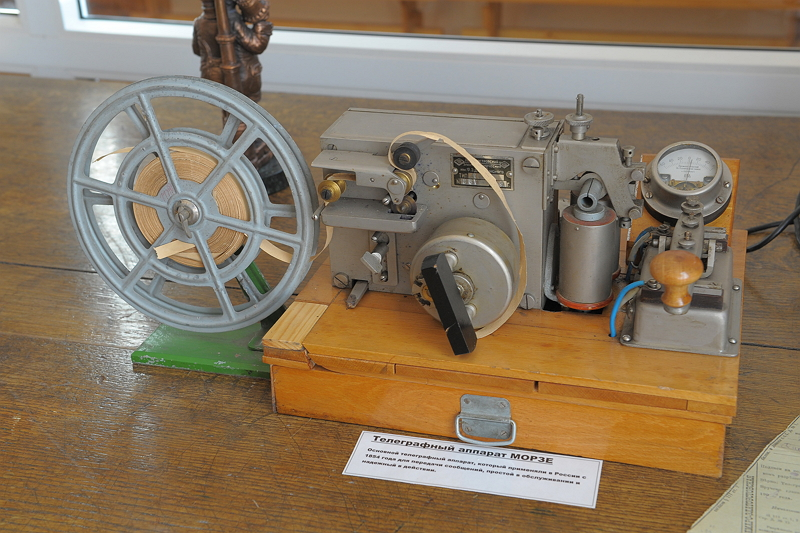 Телеграфный аппарат МОРЗЕ
Основной телеграфный аппарат, который применяли в России с
1854 года для передачи сообщений, простой в обслуживании и
надежный в действии.